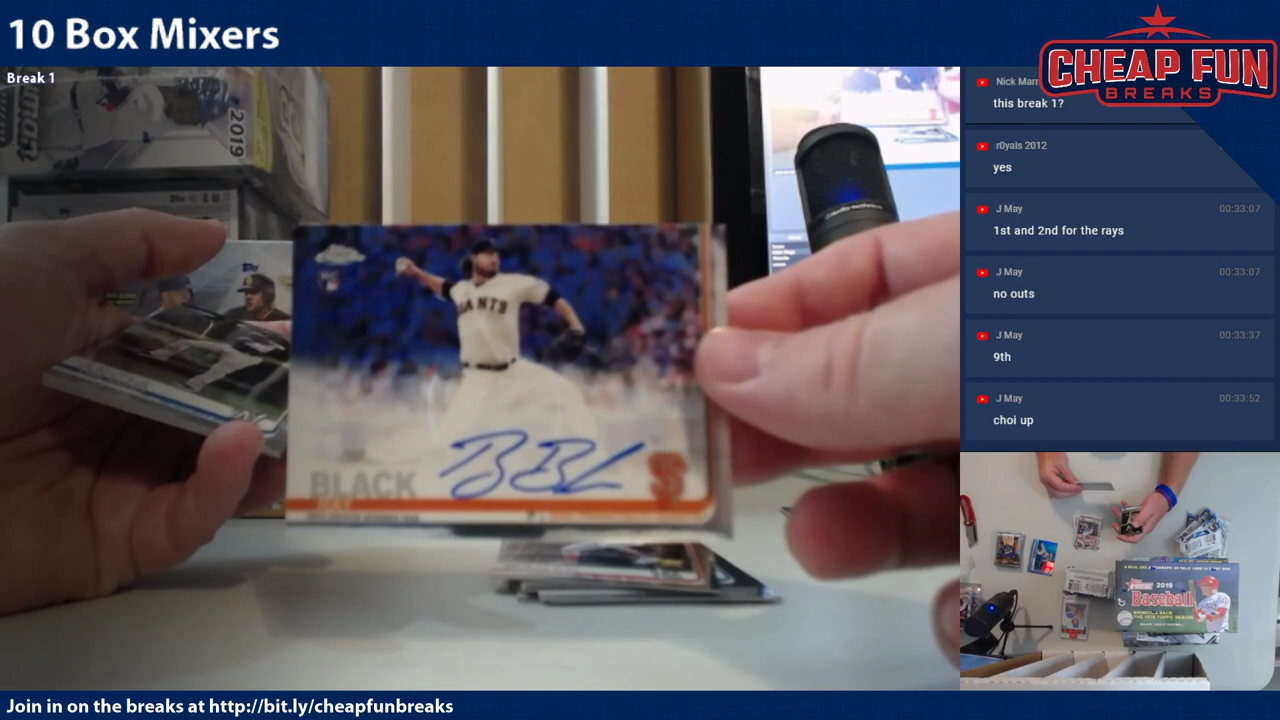 10 Box Mixers
CHEAP FUN
BREAKS
Break 1
2019
this break 1?
r0yals 2012
yes
J May 00:33:07
1st and 2nd for the rays
J May 00:33:07
no outs
J May 00:33:37
9th
J May 00:33:52
choi up
GIANTS
BLACK
2019
Baseball
Join in on the breaks at http://bit.ly/cheapfunbreaks